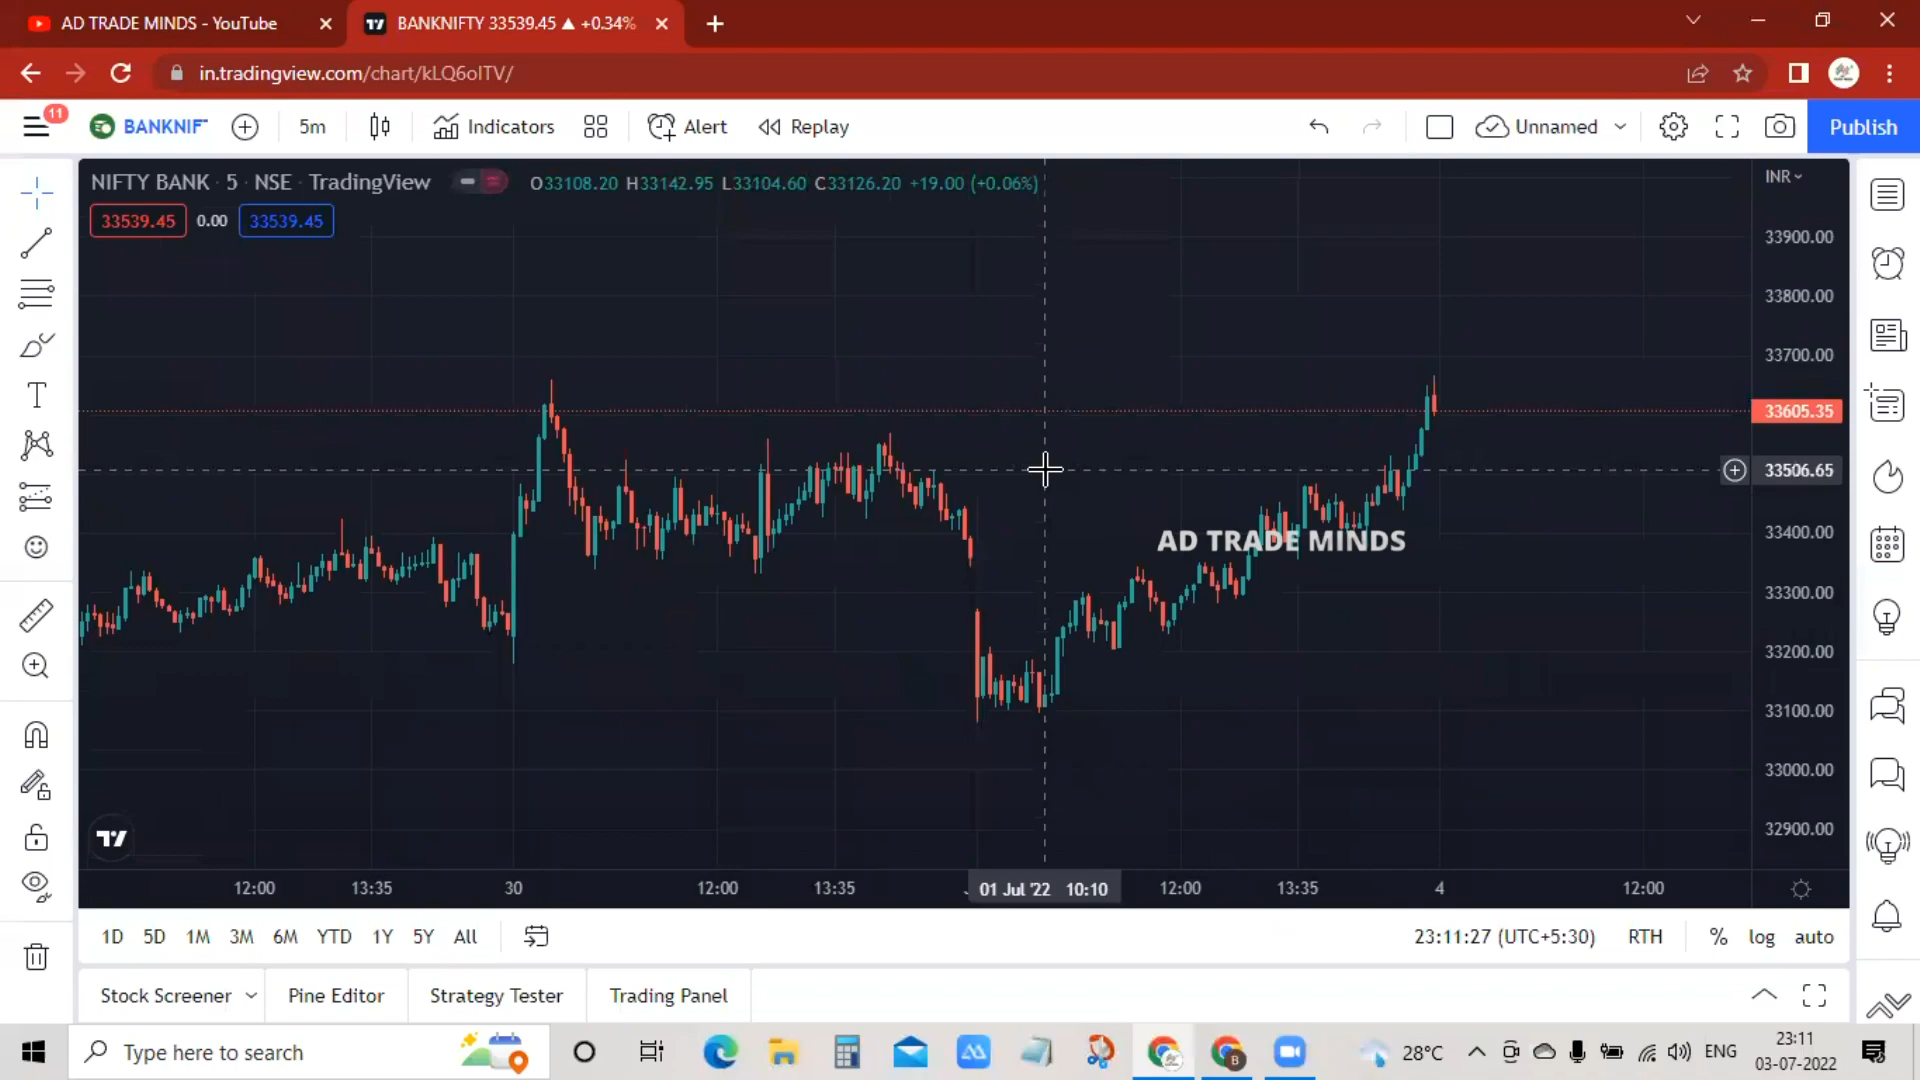 AD TRADE MINDS - YouTube
BANKNIFTY 33539.45 ▲ +0.34%
in.tradingview.com/chart/kLQ6oITV/
11
BANKNIF
5m
Indicators
Alert
Replay
Unnamed
Publish
NIFTY BANK · 5 · NSE · TradingView
O33108.20 H33142.95 L33104.60 C33126.20 +19.00 (+0.06%)
INR
33539.45 0.00 33539.45
33900.00
33800.00
33700.00
33605.35
33506.65
33400.00
33300.00
33200.00
33100.00
33000.00
32900.00
AD TRADE MINDS
12:00 13:35 30 12:00 13:35 01 Jul '22 10:10 12:00 13:35 4 12:00
1D 5D 1M 3M 6M YTD 1Y 5Y All
23:11:27 (UTC+5:30) RTH % log auto
Stock Screener Pine Editor Strategy Tester Trading Panel
Type here to search
B
28°C
ENG
23:11
03-07-2022